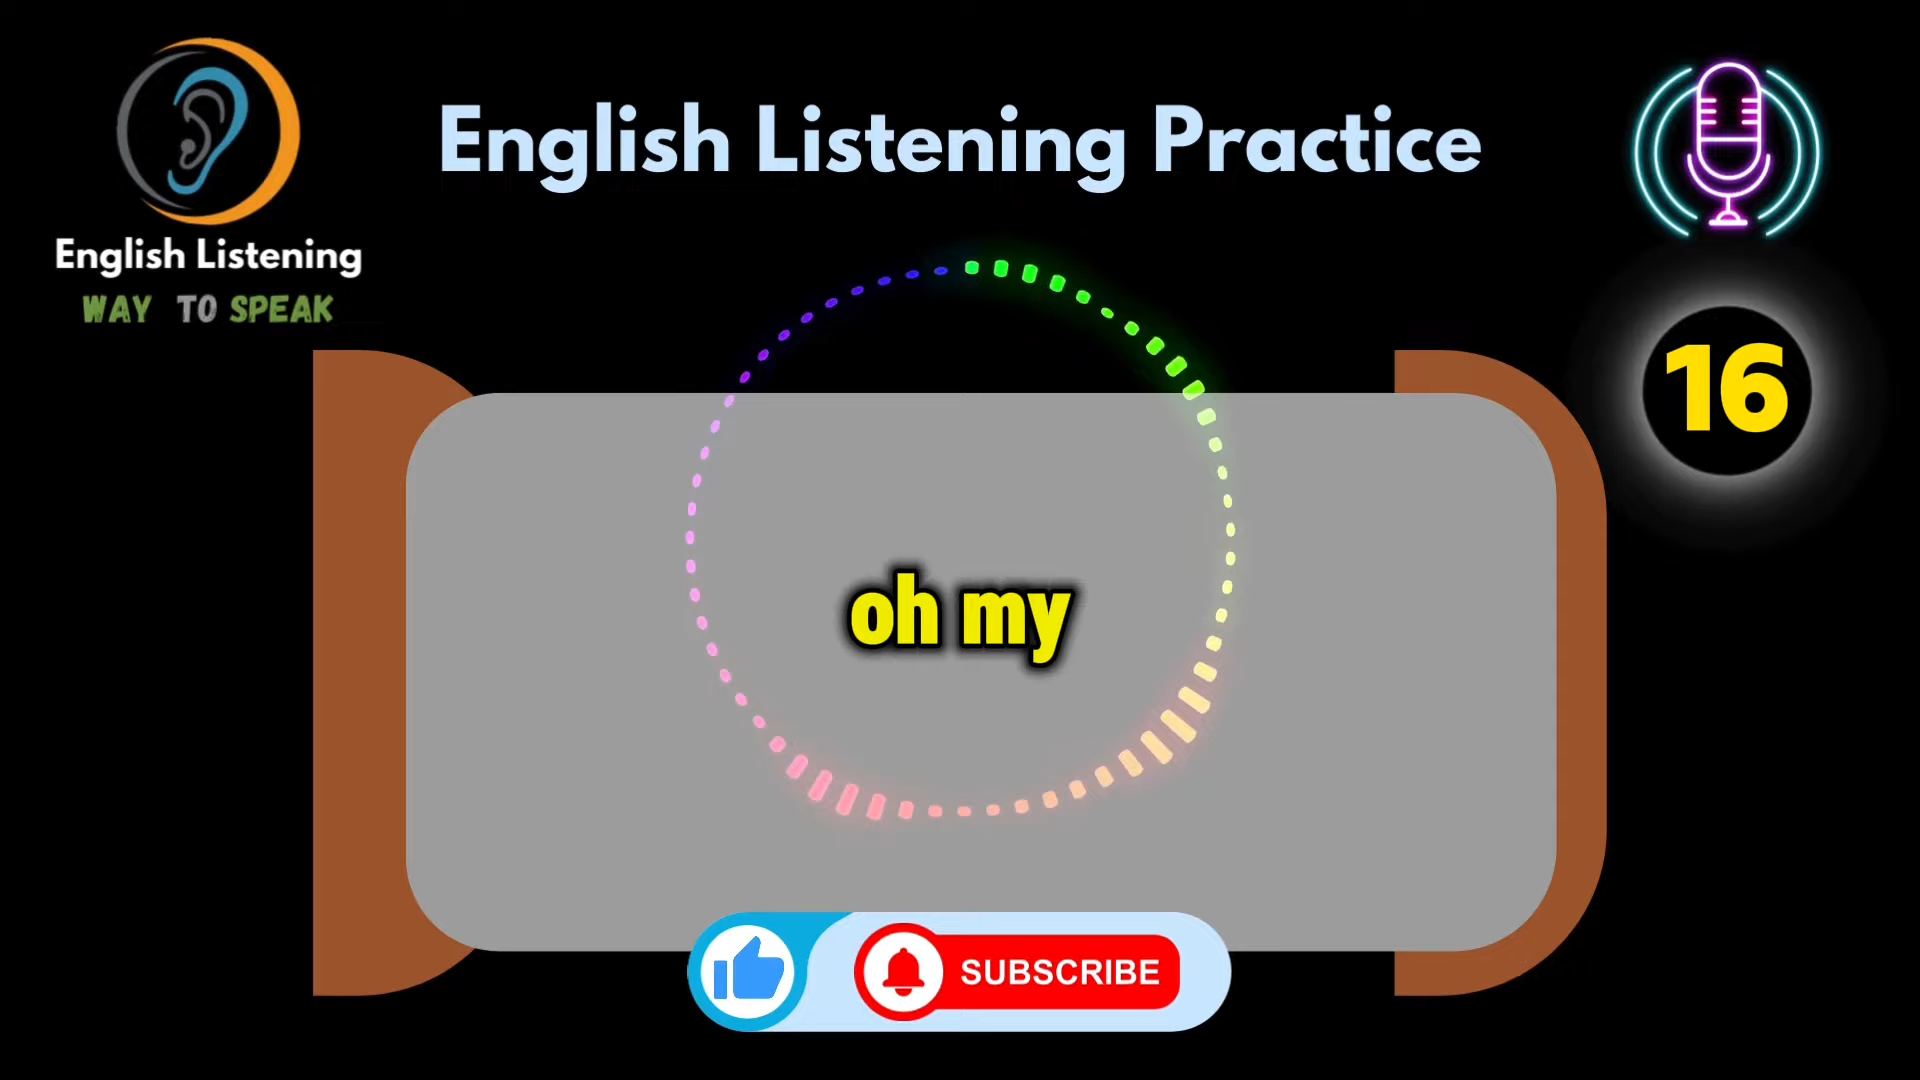 English Listening Practice
English Listening
WAY TO SPEAK
16
oh my
SUBSCRIBE